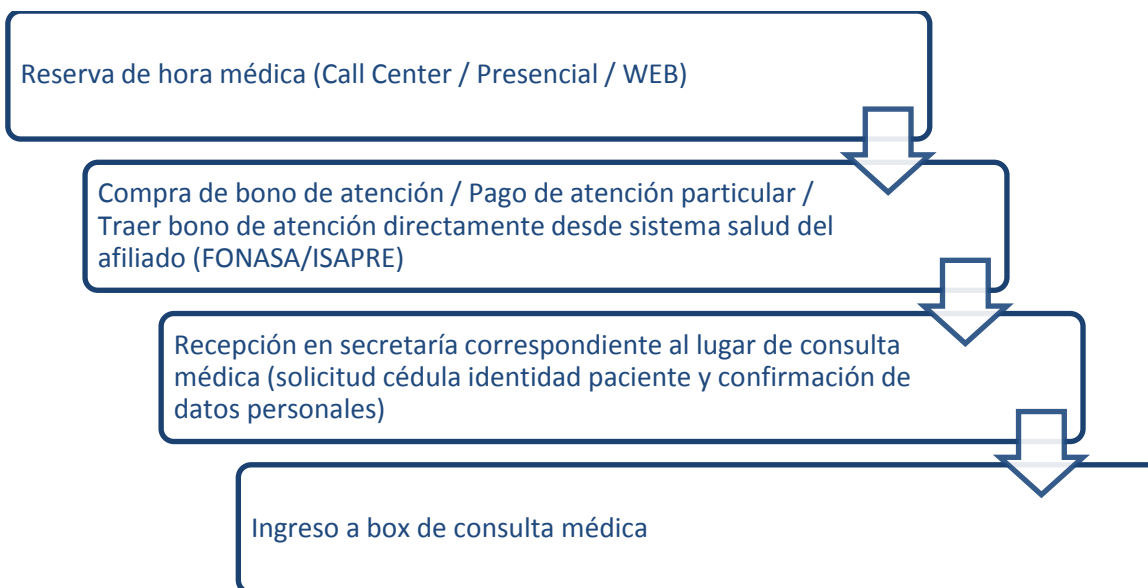 Reserva de hora médica (Call Center / Presencial / WEB)
Compra de bono de atención / Pago de atención particular /
Traer bono de atención directamente desde sistema salud del
afiliado (FONASA/ISAPRE)
Recepción en secretaría correspondiente al lugar de consulta
médica (solicitud cédula identidad paciente y confirmación de
datos personales)
Ingreso a box de consulta médica